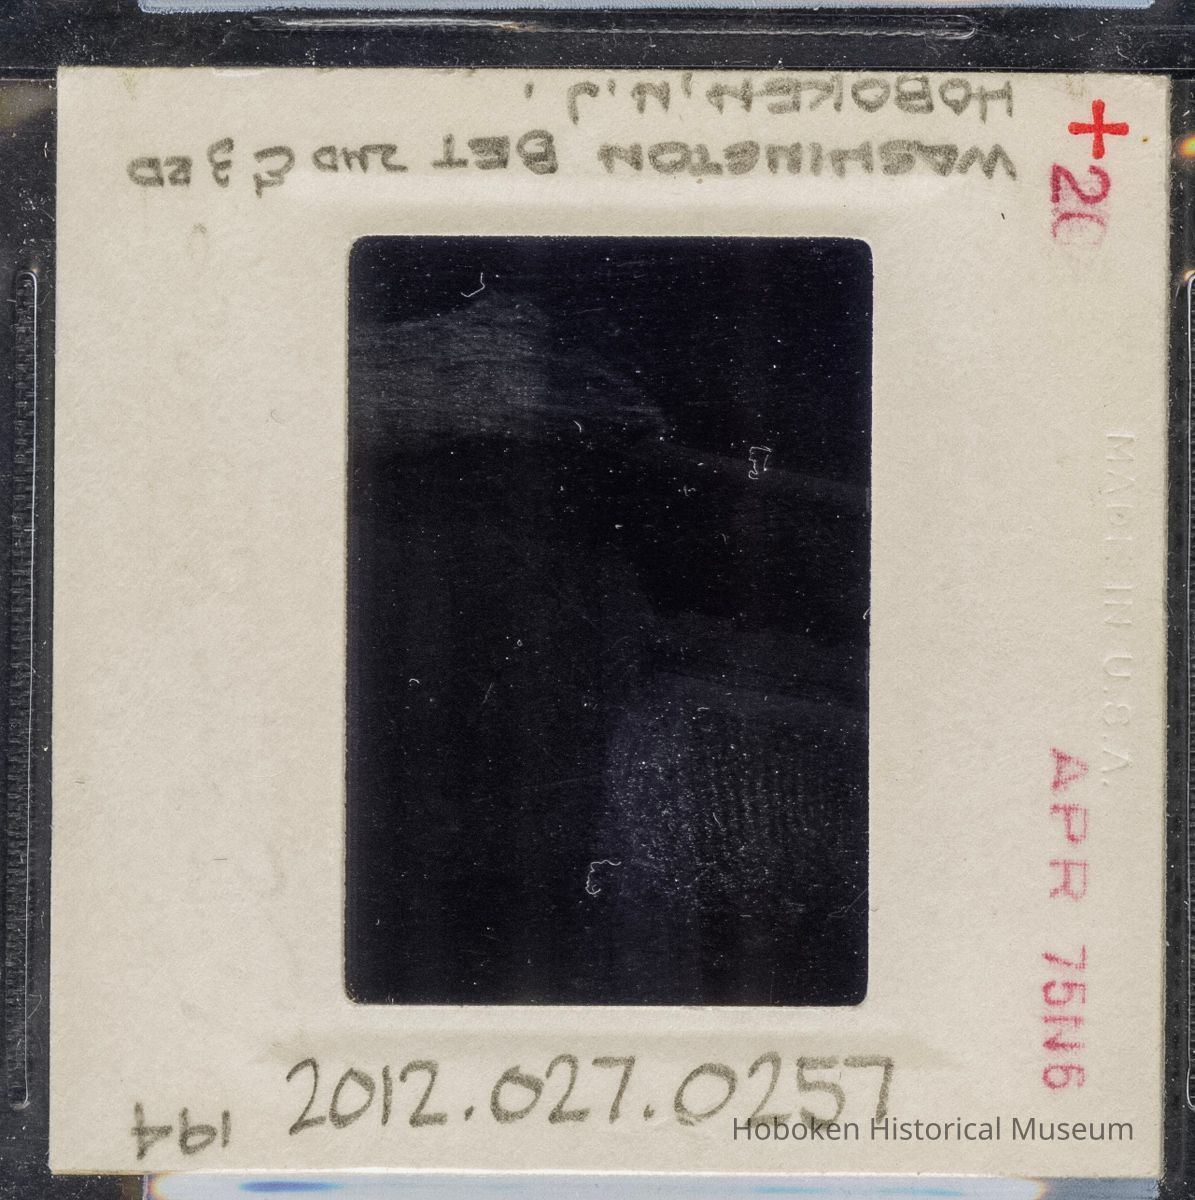 HOBOKEN, N.J.
WASHINGTON BET 2ND & 3RD
+
20
MADE IN U.S.A.
APR 75N6
2012.027.0257
194
Hoboken Historical Museum